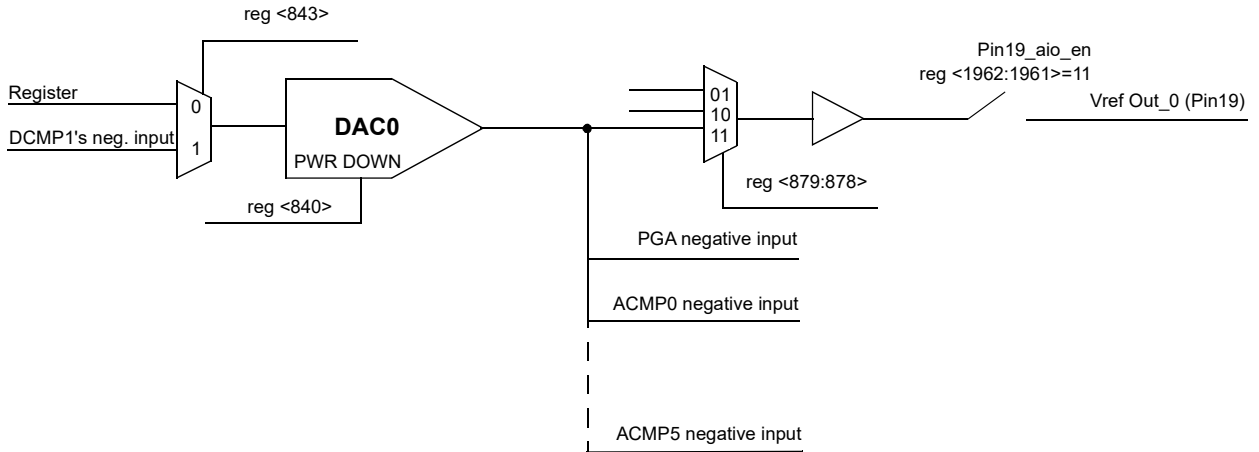 reg <843>
Pin19_aio_en
reg <1962:1961>=11
Register
Vref Out_0 (Pin19)
01
0
10
DAC0
11
DCMP1's neg. input
1
PWR DOWN
reg <879:878>
reg <840>
PGA negative input
ACMP0 negative input
ACMP5 negative input